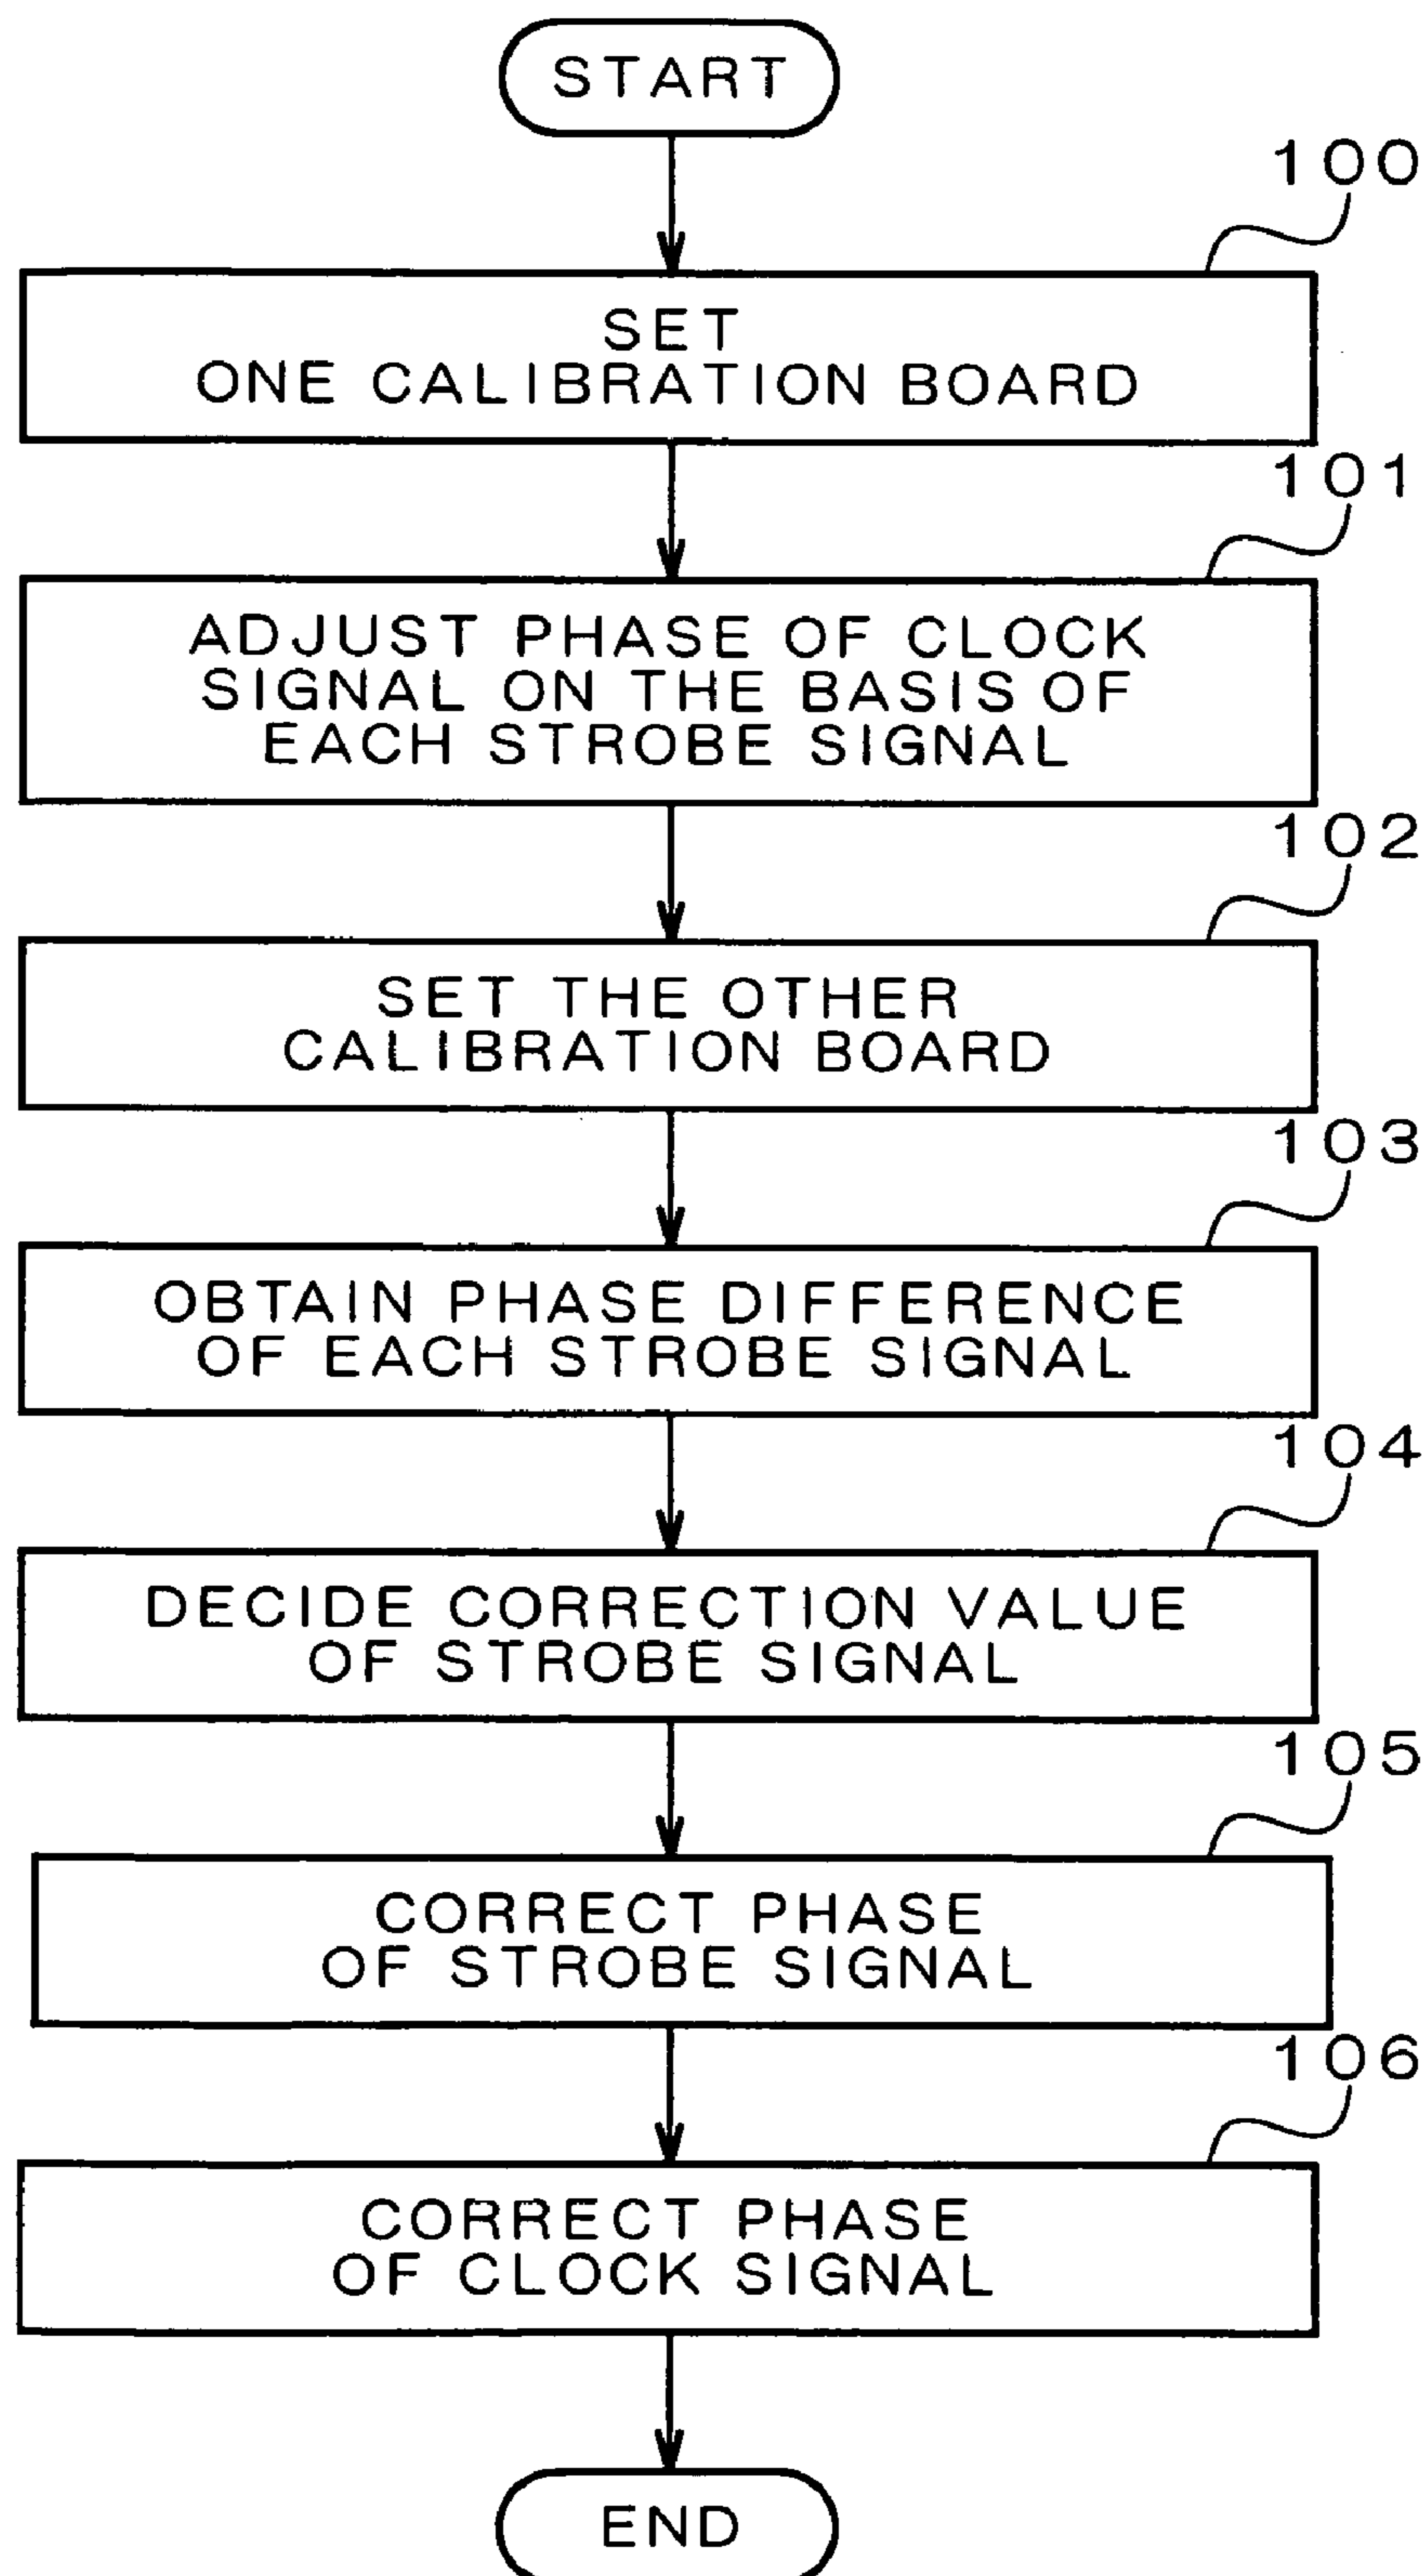 START
100
SET
ONE CALIBRATION BOARD
101
ADJUST PHASE OF CLOCK
SIGNAL ON THE BASIS OF
EACH STROBE SIGNAL
102
SET THE OTHER
CALIBRATION BOARD
103
OBTAIN PHASE DIFFERENCE
OF EACH STROBE SIGNAL
104
DECIDE CORRECTION VALUE
OF STROBE SIGNAL
105
CORRECT PHASE
OF STROBE SIGNAL
106
CORRECT PHASE
OF CLOCK SIGNAL
END